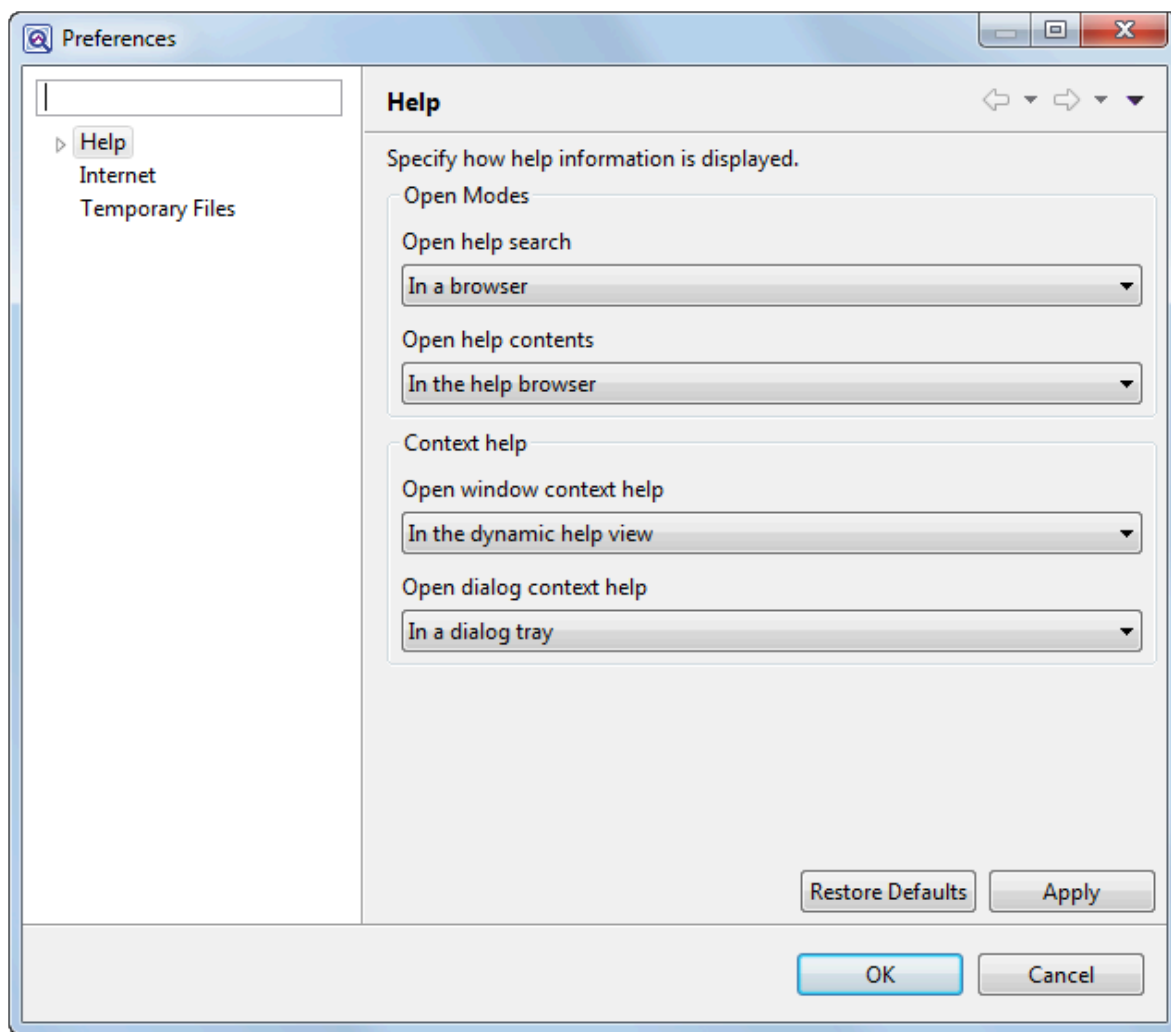 Preferences
Help
Help
Internet
Temporary Files
Specify how help information is displayed.
Open Modes
Open help search
In a browser
Open help contents
In the help browser
Context help
Open window context help
In the dynamic help view
Open dialog context help
In a dialog tray
Restore Defaults
Apply
OK
Cancel